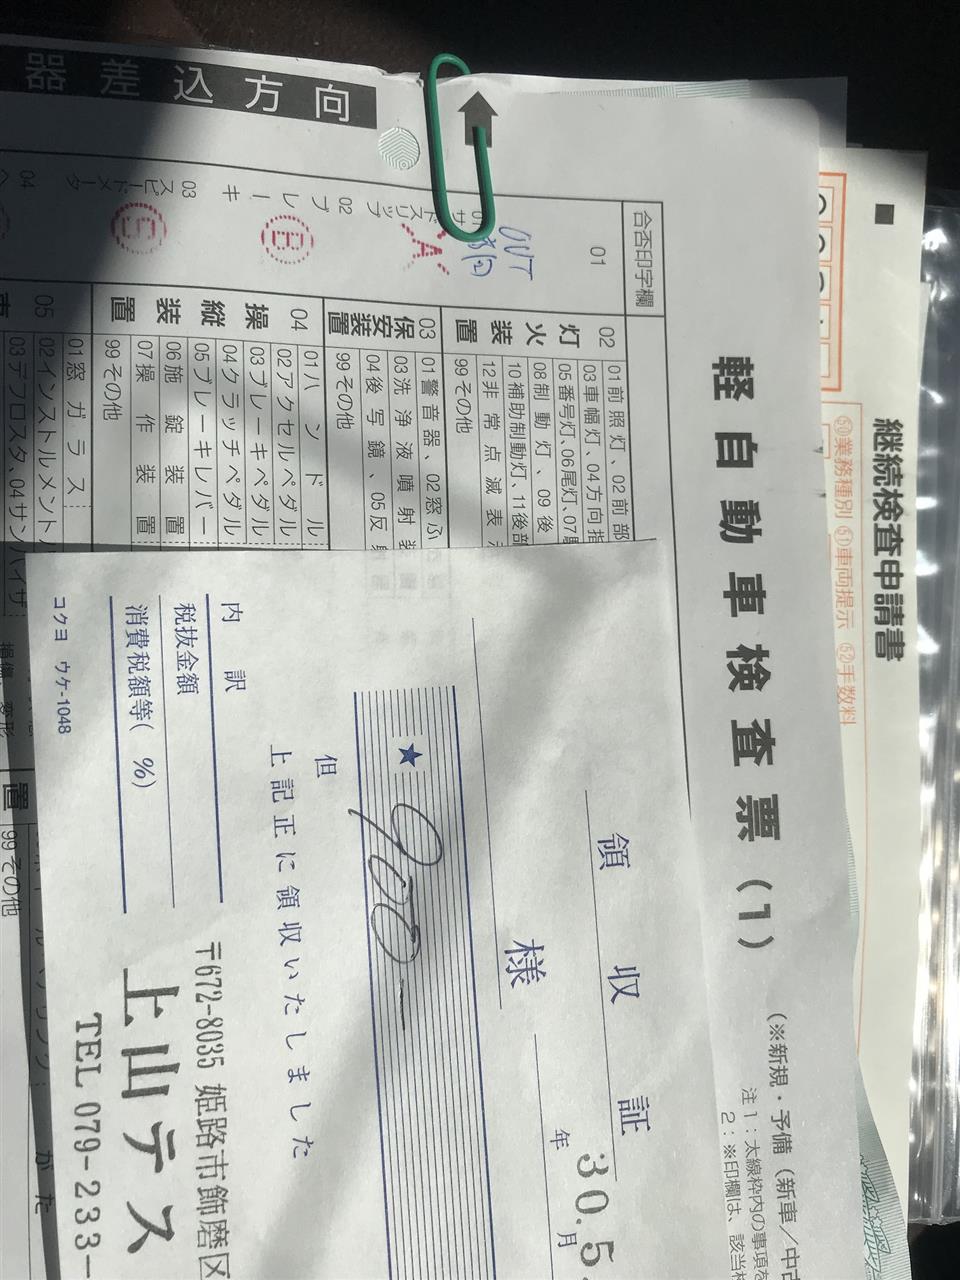 継続検査申請書
㊿業務種別 51車両提示 52手数料
軽自動車検査票(1)
(※新規・予備(新車/中古
注1:太線枠内の事項を
2:※印欄は、該当
器差込方向
合否印字欄
01
OUT
A
02 ブレーキ
B
03 スピードメータ
S
04
02 灯火装置
01前照灯、02前部
03車幅灯、04方向指
05番号灯、06尾灯、07
08制動灯、09後
10補助制動灯、11後部
12非常点滅表
99その他
03 保安装置
01警音器、02窓ふ
03洗浄液噴射装
04後写鏡、05反
99その他
04 操縦装置
01ハンドル
02アクセルペダル
03ブレーキペダル
04クラッチペダル
05ブレーキレバー
06施錠装置
07操作装置
99その他
05
01窓ガラス
02インストルメント
03デフロスタ、04サンバイザ
99その他
領収証
30.5
年
月
様
★
900
但
上記正に領収いたしました
内訳
税抜金額
消費税額等( %)
コクヨ ウケ-1048
〒672-8035 姫路市飾磨区
上山テス
TEL 079-233-